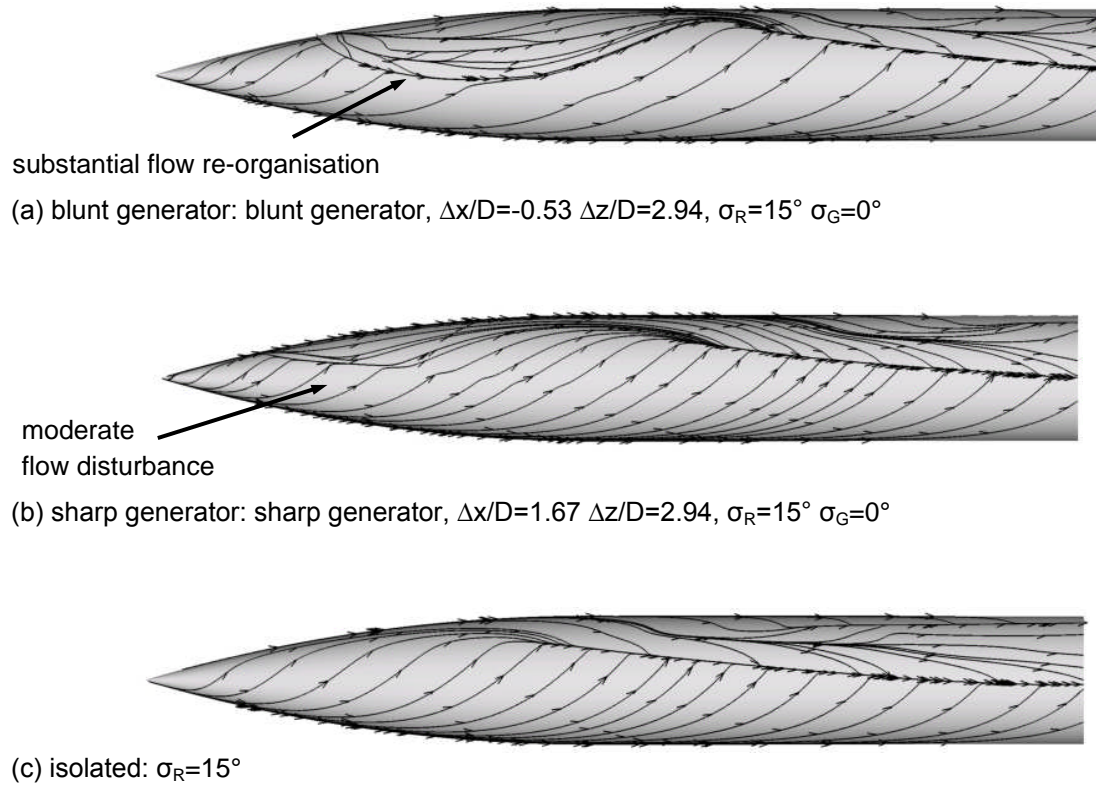 substantial flow re-organisation
(a) blunt generator: blunt generator, Δx/D=-0.53 Δz/D=2.94, σR=15° σG=0°
moderate
flow disturbance
(b) sharp generator: sharp generator, Δx/D=1.67 Δz/D=2.94, σR=15° σG=0°
(c) isolated: σR=15°